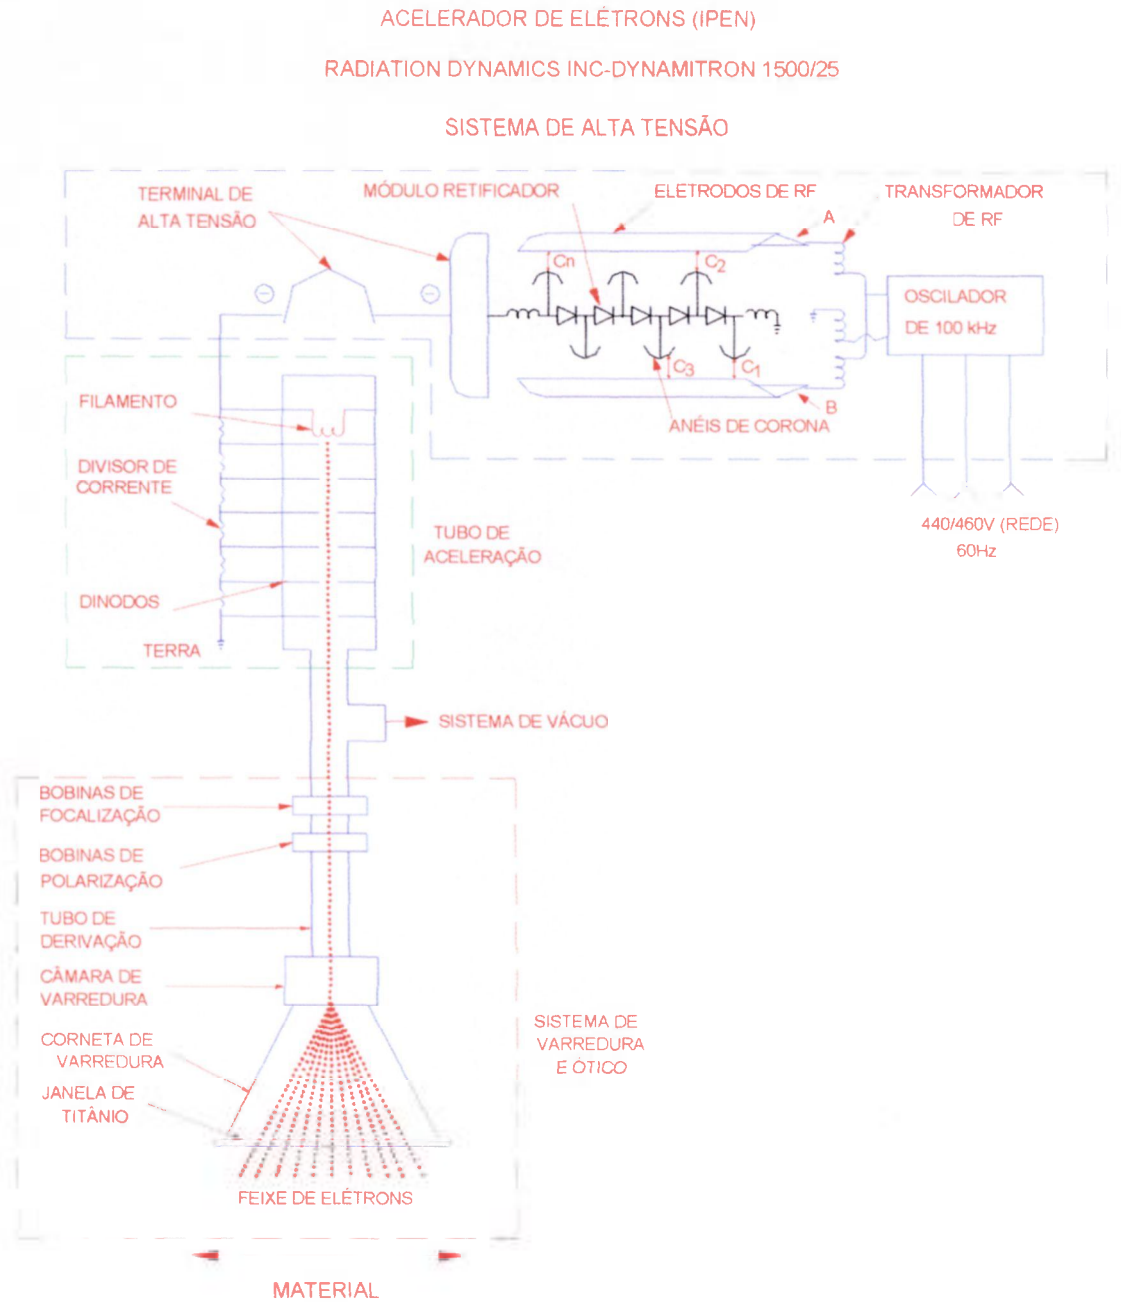 ACELERADOR DE ELÉTRONS (IPEN)
RADIATION DYNAMICS INC-DYNAMITRON 1500/25
SISTEMA DE ALTA TENSÃO
TERMINAL DE
ALTA TENSÃO
MÓDULO RETIFICADOR
ELETRODOS DE RF
A
TRANSFORMADOR
DE RF
Cn
C2
OSCILADOR
DE 100 kHz
C3
C1
B
ANÉIS DE CORONA
440/460V (REDE)
60Hz
FILAMENTO
DIVISOR DE
CORRENTE
TUBO DE
ACELERAÇÃO
DINODOS
TERRA
SISTEMA DE VÁCUO
BOBINAS DE
FOCALIZAÇÃO
BOBINAS DE
POLARIZAÇÃO
TUBO DE
DERIVAÇÃO
CÂMARA DE
VARREDURA
CORNETA DE
VARREDURA
JANELA DE
TITÂNIO
SISTEMA DE
VARREDURA
E ÓTICO
FEIXE DE ELÉTRONS
MATERIAL